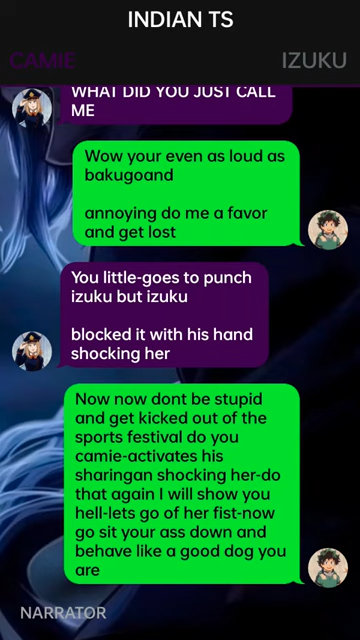 INDIAN TS
CAMIE
IZUKU
WHAT DID YOU JUST CALL
ME
Wow your even as loud as
bakugoand
annoying do me a favor
and get lost
You little-goes to punch
izuku but izuku
blocked it with his hand
shocking her
Now now dont be stupid
and get kicked out of the
sports festival do you
camie-activates his
sharingan shocking her-do
that again I will show you
hell-lets go of her fist-now
go sit your ass down and
behave like a good dog you
are
NARRATOR